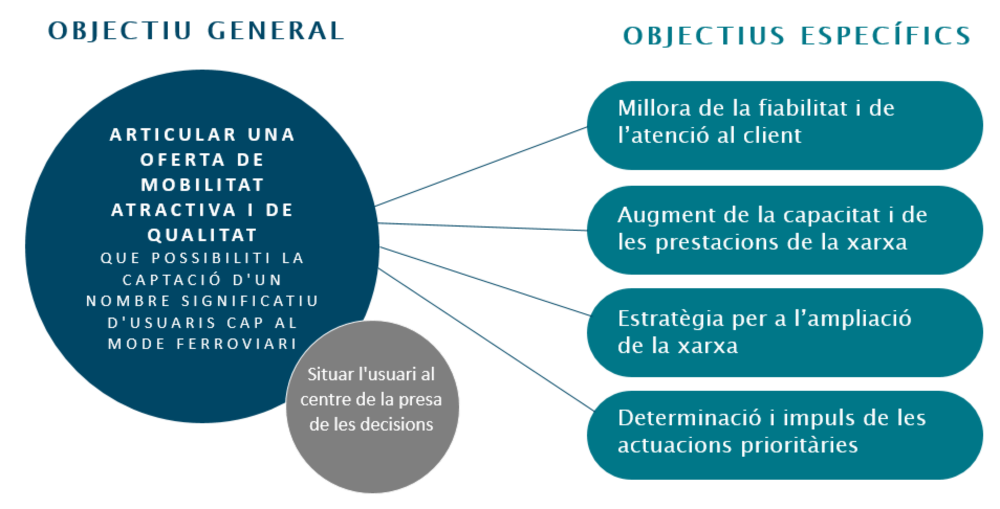 OBJECTIU GENERAL
ARTICULAR UNA
OFERTA DE
MOBILITAT
ATRACTIVA I DE
QUALITAT
QUE POSSIBILITI LA
CAPTACIÓ D'UN
NOMBRE SIGNIFICATIU
D'USUARIS CAP AL
MODE FERROVIARI
Situar l'usuari al
centre de la presa
de les decisions
OBJECTIUS ESPECÍFICS
Millora de la fiabilitat i de
l’atenció al client
Augment de la capacitat i de
les prestacions de la xarxa
Estratègia per a l’ampliació
de la xarxa
Determinació i impuls de les
actuacions prioritàries